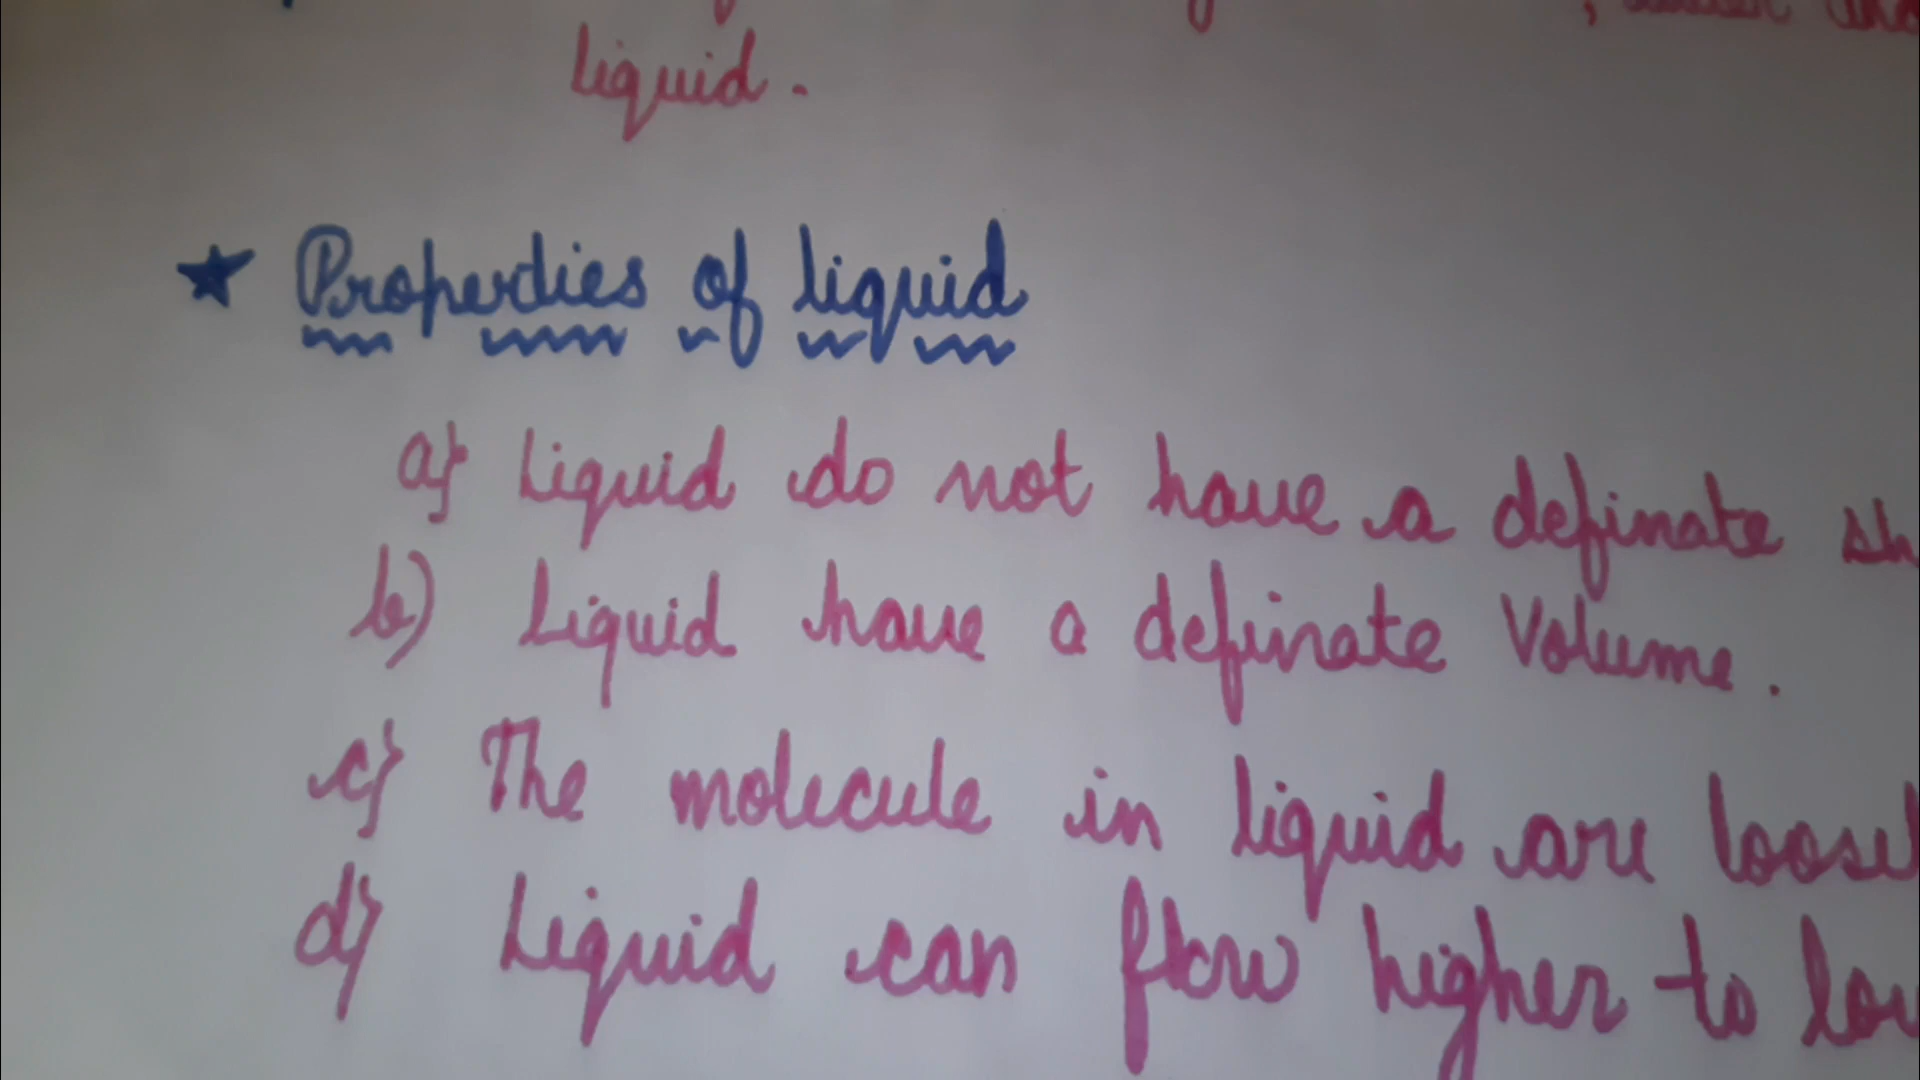 liquid.
★ Properties of liquid
a} Liquid do not have a definate
b) Liquid have a definate Volume.
c} The molecule in liquid are
d} Liquid can flow higher to